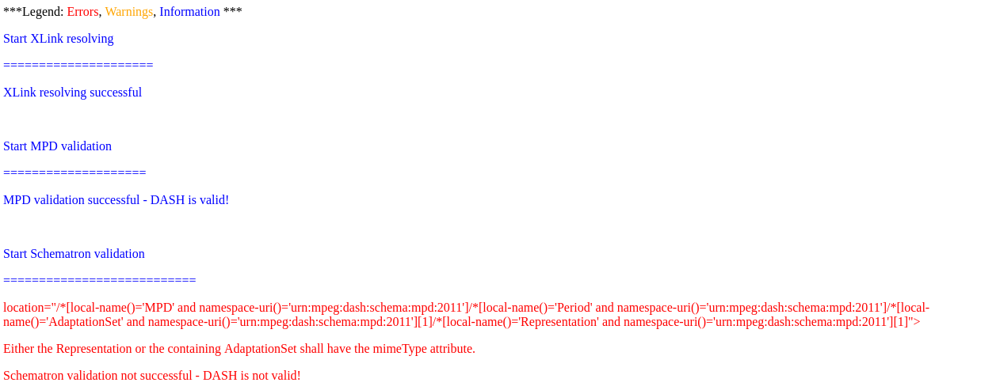 ***Legend: Errors, Warnings, Information ***
Start XLink resolving
=====================
XLink resolving successful
Start MPD validation
====================
MPD validation successful - DASH is valid!
Start Schematron validation
===========================
location="/*[local-name()='MPD' and namespace-uri()='urn:mpeg:dash:schema:mpd:2011']/*[local-name()='Period' and namespace-uri()='urn:mpeg:dash:schema:mpd:2011']/*[local-
name()='AdaptationSet' and namespace-uri()='urn:mpeg:dash:schema:mpd:2011'][1]/*[local-name()='Representation' and namespace-uri()='urn:mpeg:dash:schema:mpd:2011'][1]">
Either the Representation or the containing AdaptationSet shall have the mimeType attribute.
Schematron validation not successful - DASH is not valid!